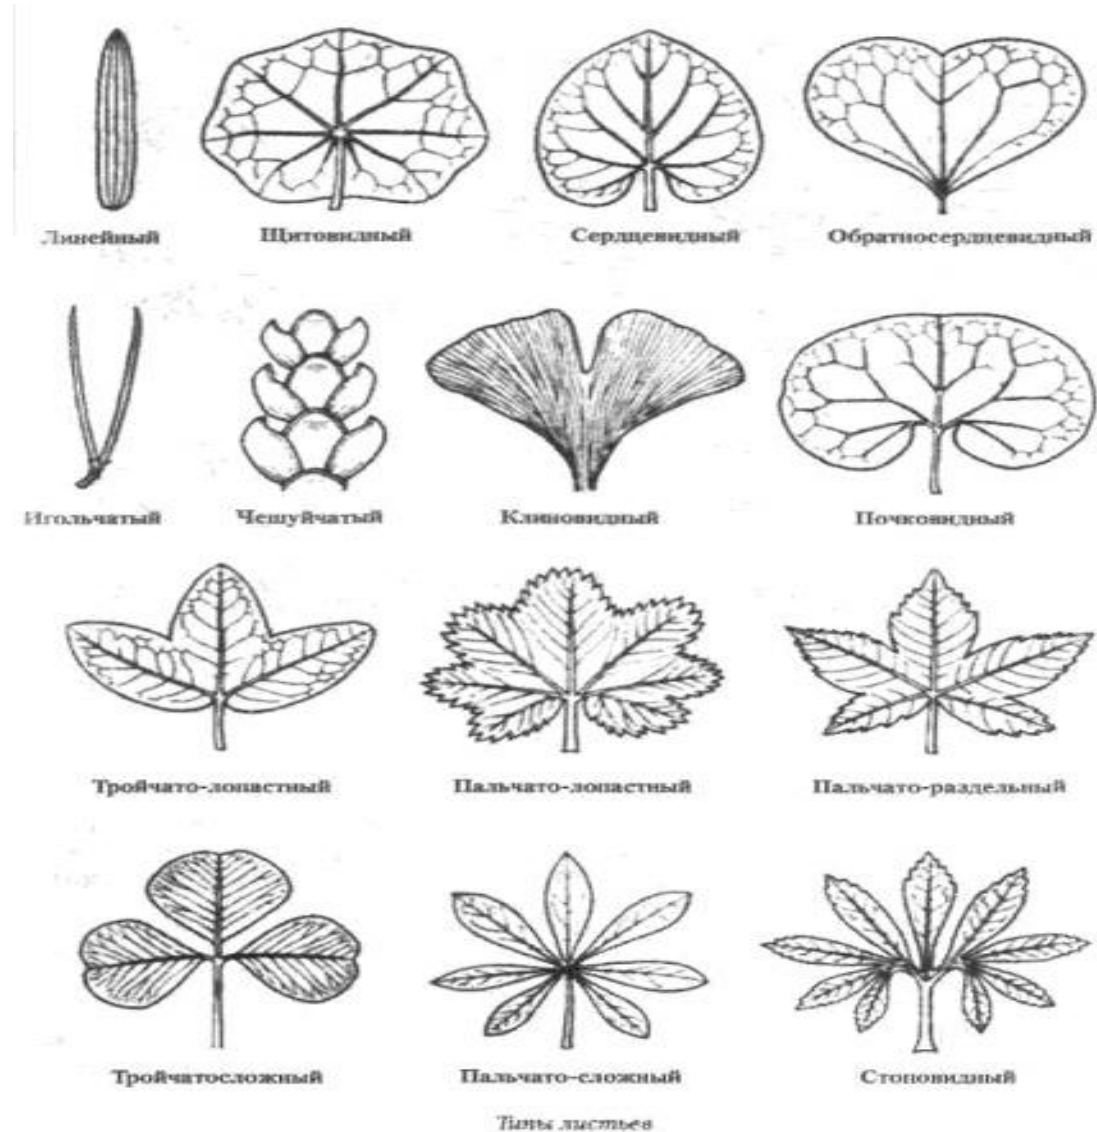 Линейный Щитовидный Сердцевидный Обратносердцевидный
Игольчатый Чешуйчатый Клиновидный Почковидный
Тройчато-лопастный Пальчато-лопастный Пальчато-раздельный
Тройчатосложный Пальчато-сложный Стоповидный
Типы листьев